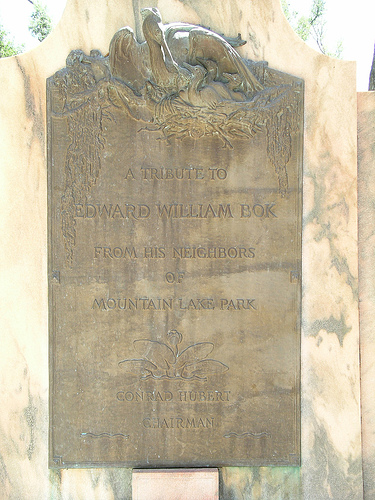 A TRIBUTE TO
EDWARD WILLIAM BOK
FROM HIS NEIGHBORS
OF
MOUNTAIN LAKE PARK
CONRAD HUBERT
CHAIRMAN